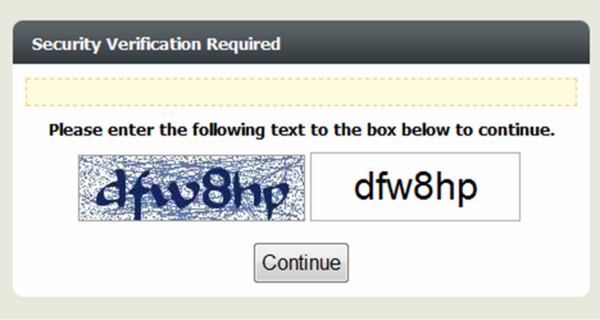 Security Verification Required
Please enter the following text to the box below to continue.
dfw8hp dfw8hp
Continue